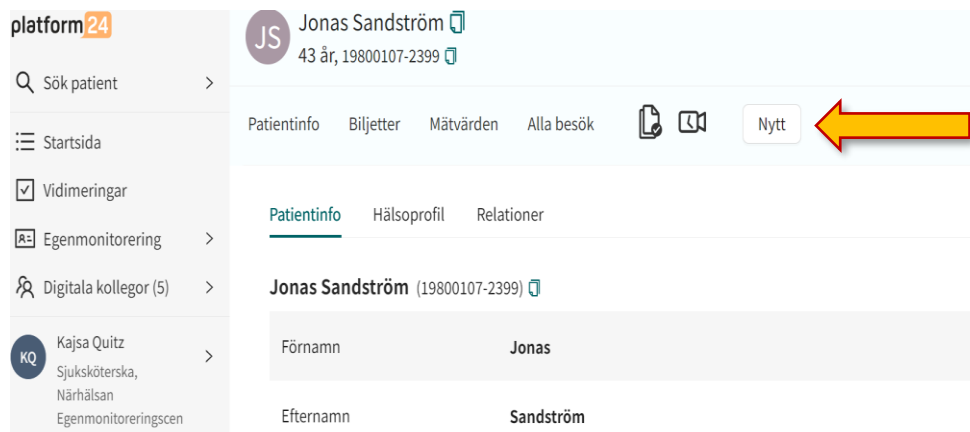 platform24
Sök patient
Startsida
Vidimeringar
Egenmonitorering
Digitala kollegor (5)
KQ
Kajsa Quitz
Sjuksköterska,
Närhälsan
Egenmonitoreringscen
JS
Jonas Sandström
43 år, 19800107-2399
Patientinfo Biljetter Mätvärden Alla besök Nytt
Patientinfo Hälsoprofil Relationer
Jonas Sandström (19800107-2399)
Förnamn Jonas
Efternamn Sandström